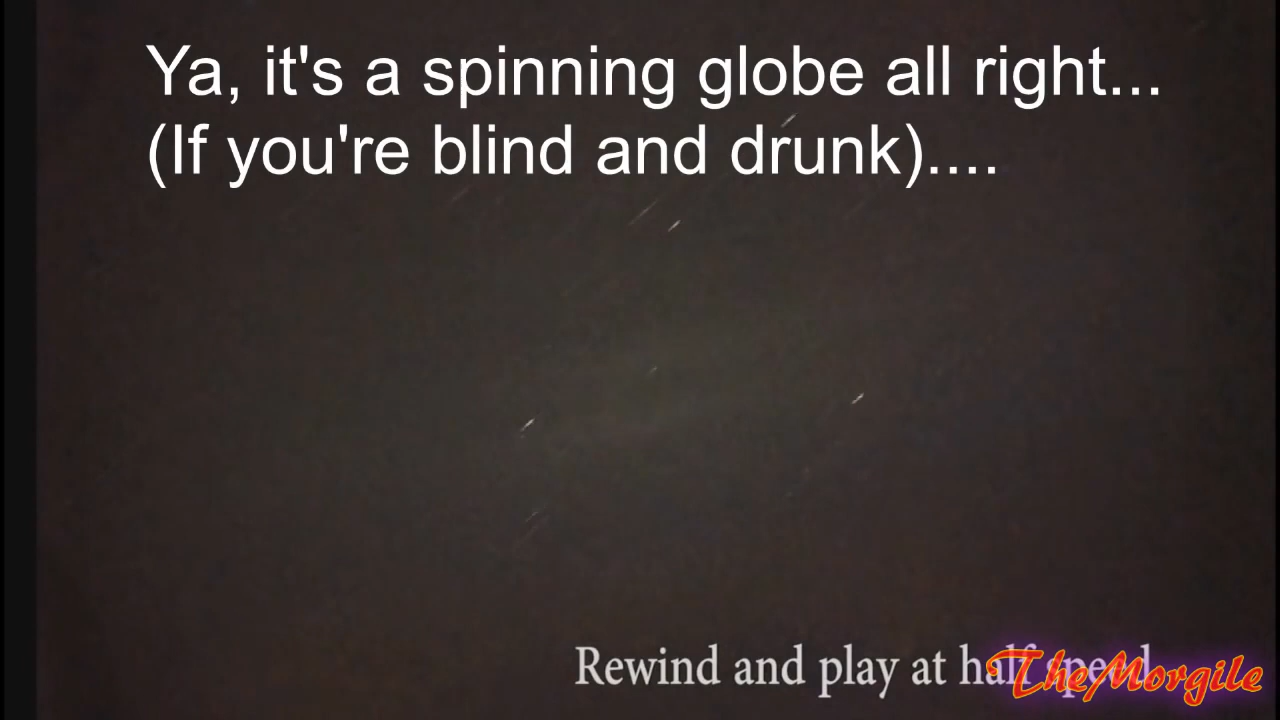 Ya, it's a spinning globe all right...
(If you're blind and drunk)....
Rewind and play at half speed
TheMorgile